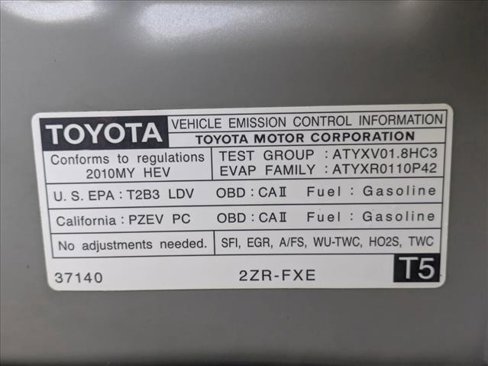 TOYOTA
VEHICLE EMISSION CONTROL INFORMATION
TOYOTA MOTOR CORPORATION
Conforms to regulations
2010MY HEV
TEST GROUP : ATYXV01.8HC3
EVAP FAMILY : ATYXR0110P42
U.S. EPA : T2B3 LDV OBD : CAⅡ Fuel : Gasoline
California : PZEV PC OBD : CAⅡ Fuel : Gasoline
No adjustments needed. SFI, EGR, A/FS, WU-TWC, HO2S, TWC
37140 2ZR-FXE T5